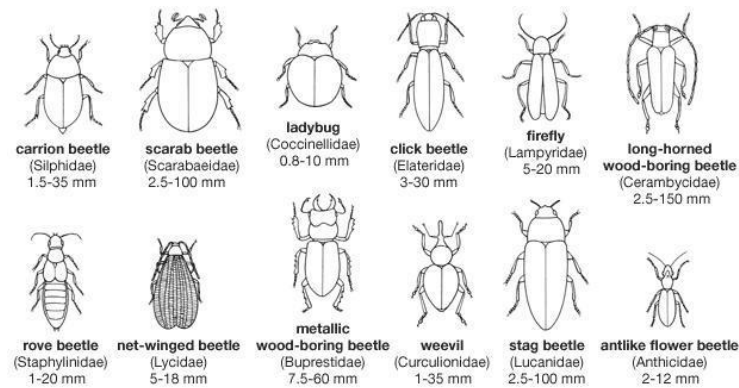 carrion beetle
(Silphidae)
1.5-35 mm
scarab beetle
(Scarabaeidae)
2.5-100 mm
ladybug
(Coccinellidae)
0.8-10 mm
click beetle
(Elateridae)
3-30 mm
firefly
(Lampyridae)
5-20 mm
long-horned
wood-boring beetle
(Cerambycidae)
2.5-150 mm
rove beetle
(Staphylinidae)
1-20 mm
net-winged beetle
(Lycidae)
5-18 mm
metallic
wood-boring beetle
(Buprestidae)
7.5-60 mm
weevil
(Curculionidae)
1-35 mm
stag beetle
(Lucanidae)
2.5-100 mm
antlike flower beetle
(Anthicidae)
2-12 mm